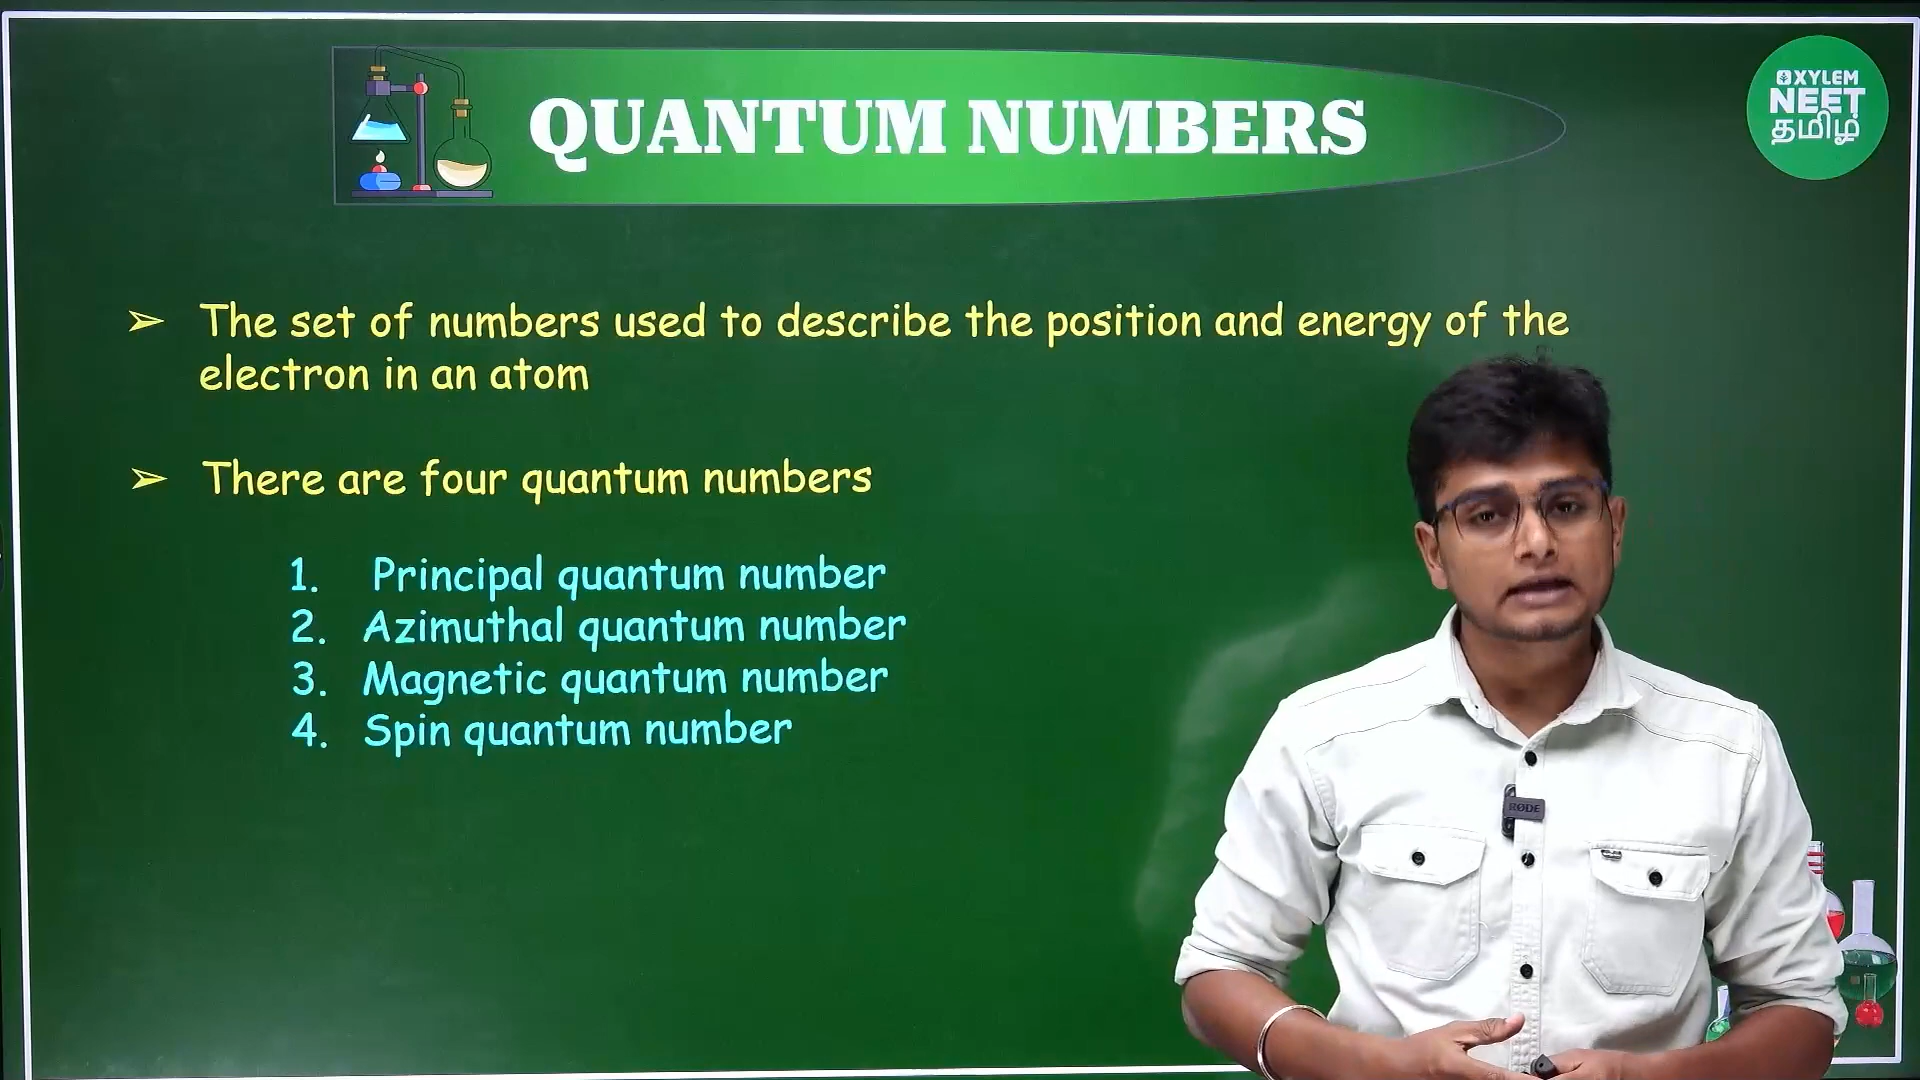 QUANTUM NUMBERS
XYLEM
NEET
தமிழ்
➢ The set of numbers used to describe the position and energy of the
electron in an atom
➢ There are four quantum numbers
1. Principal quantum number
2. Azimuthal quantum number
3. Magnetic quantum number
4. Spin quantum number
RØDE